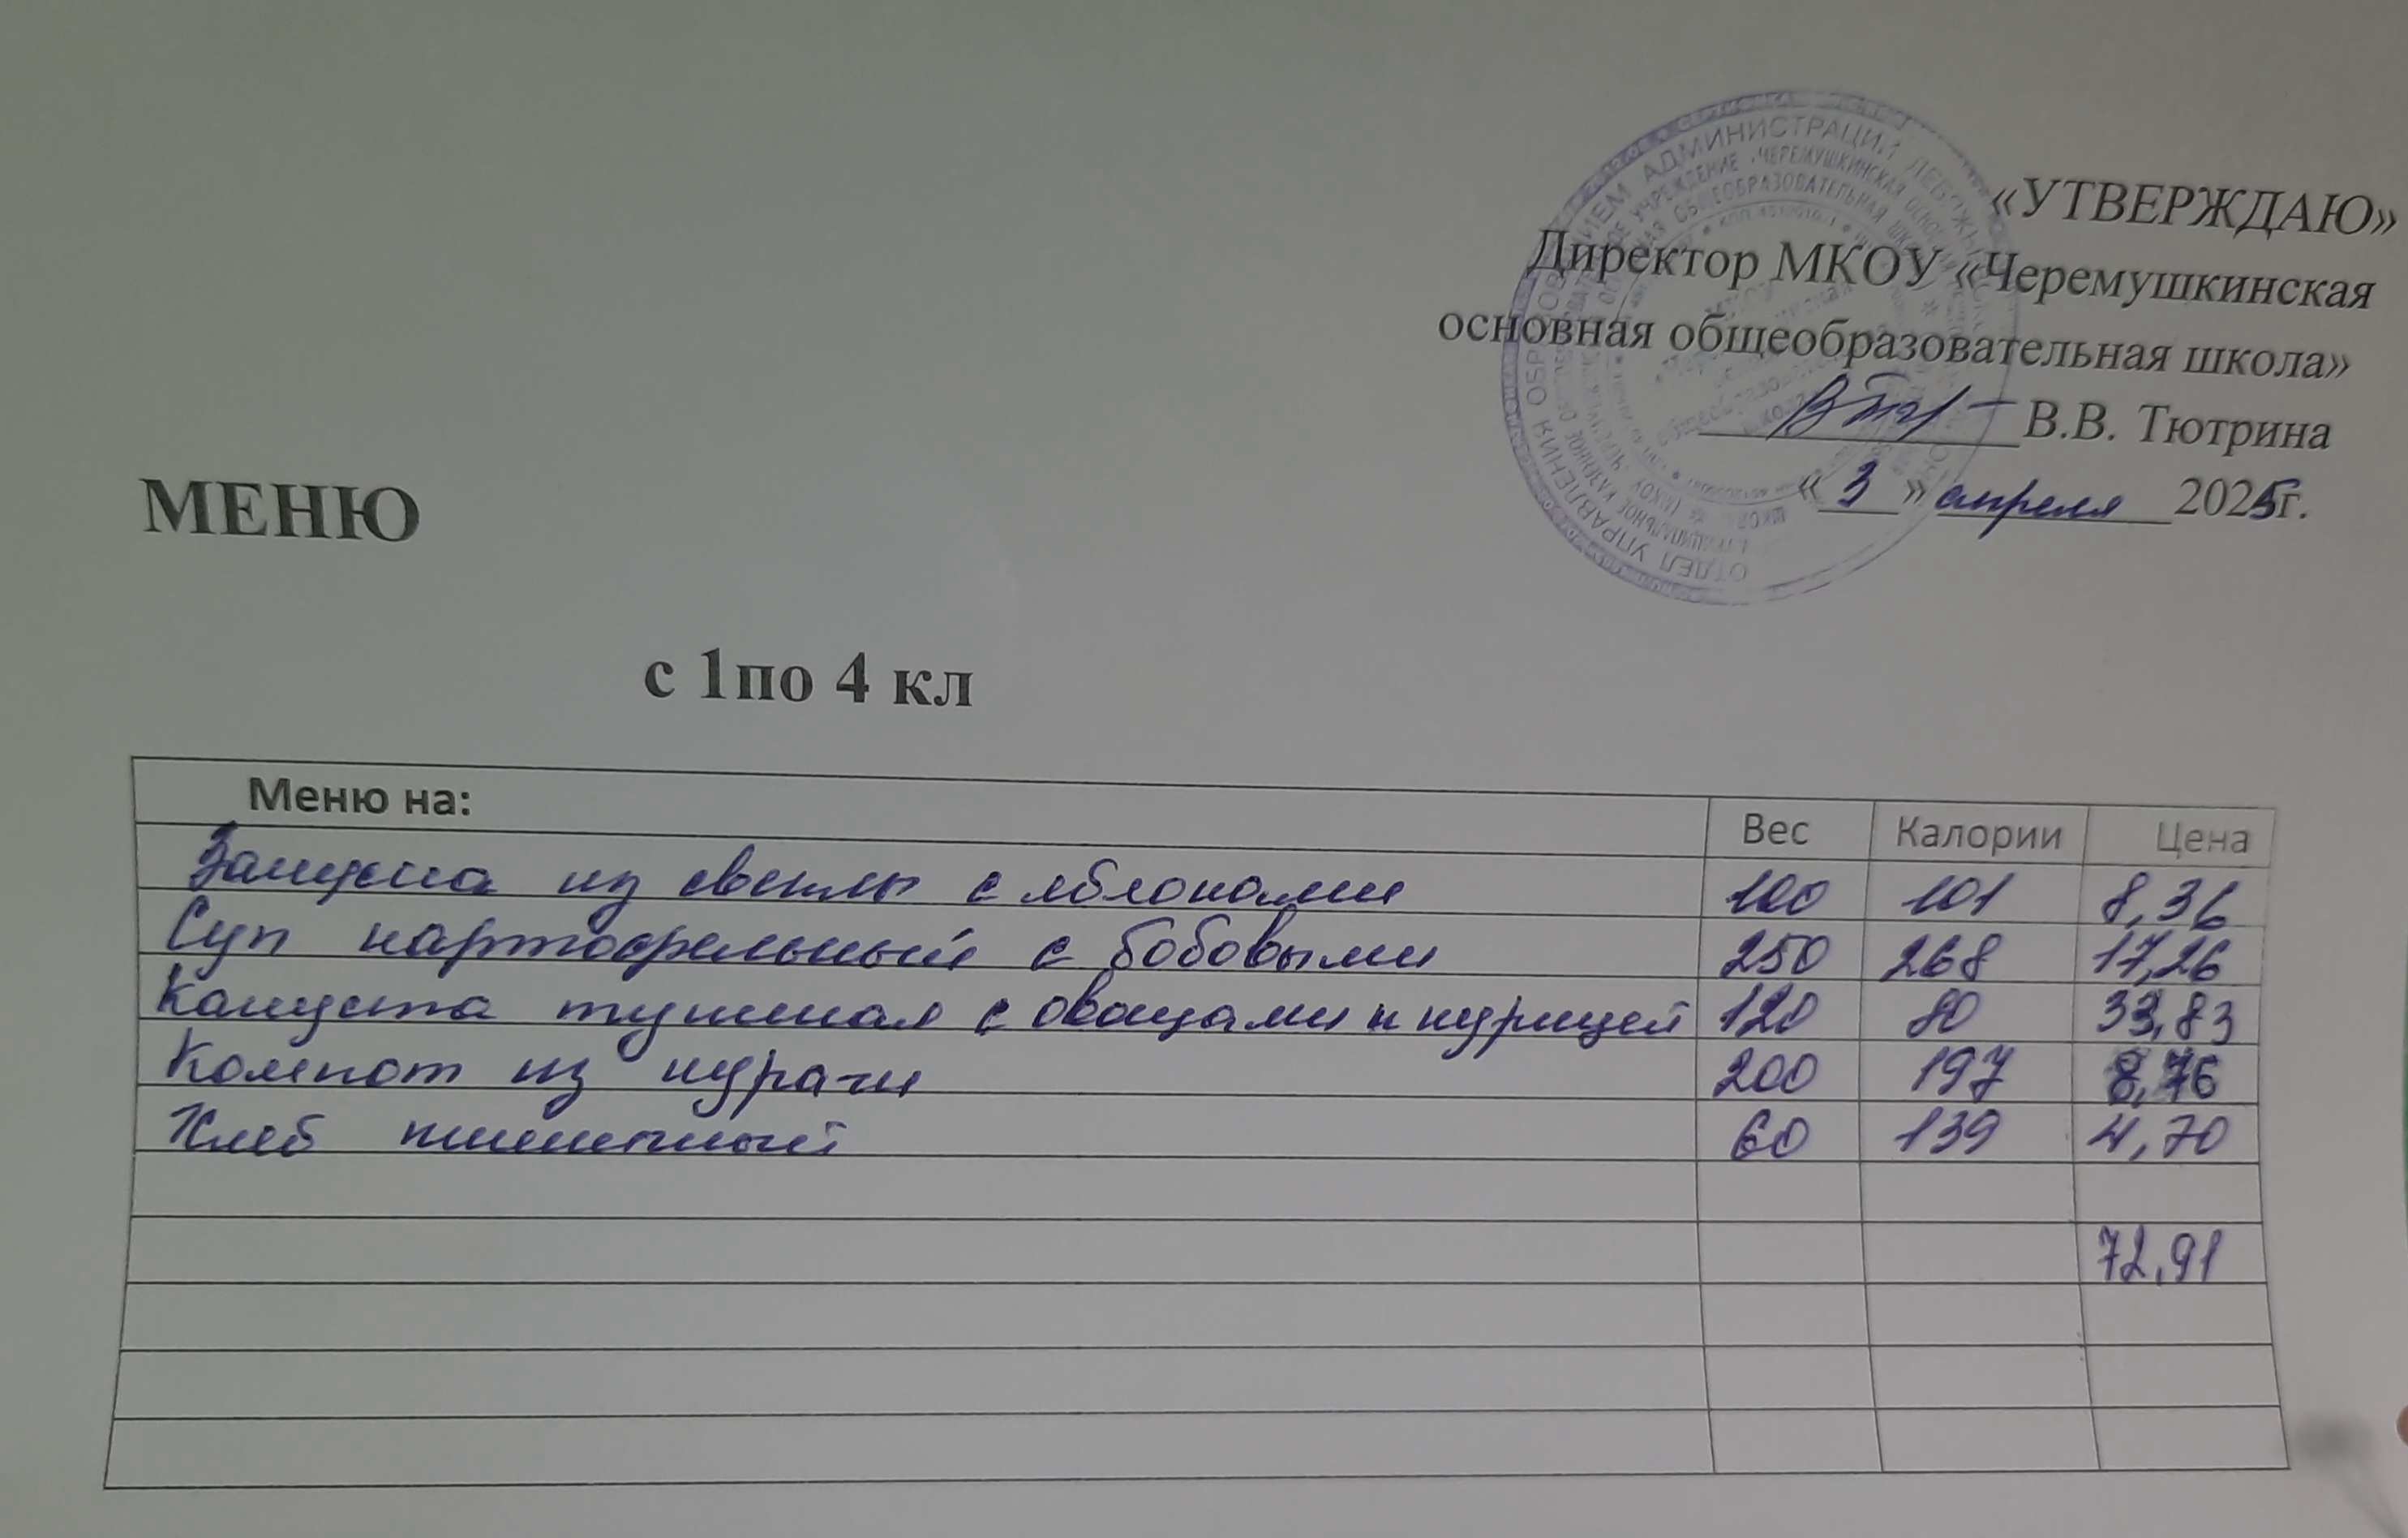 «УТВЕРЖДАЮ»
Директор МКОУ «Черемушкинская
основная общеобразовательная школа»
В.В. Тютрина
«3» апреля 2025г.
МЕНЮ
с 1по 4 кл
Меню на: Вес Калории Цена
Закуска из свеклы с яблоками 100 101 8,36
Суп картофельный с бобовыми 250 268 17,26
Капуста тушеная с овощами и курицей 120 80 33,83
Компот из кураги 200 197 8,76
Хлеб пшеничный 60 139 4,70
72,91